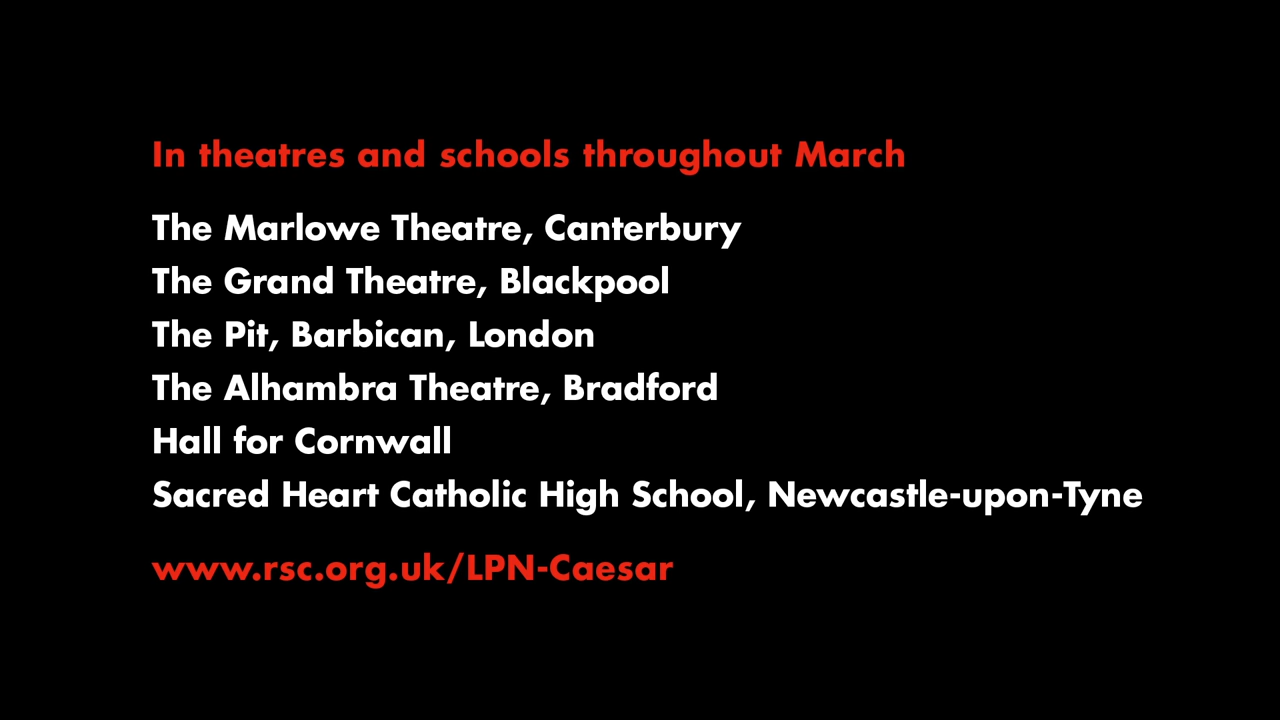 In theatres and schools throughout March
The Marlowe Theatre, Canterbury
The Grand Theatre, Blackpool
The Pit, Barbican, London
The Alhambra Theatre, Bradford
Hall for Cornwall
Sacred Heart Catholic High School, Newcastle-upon-Tyne
www.rsc.org.uk/LPN-Caesar